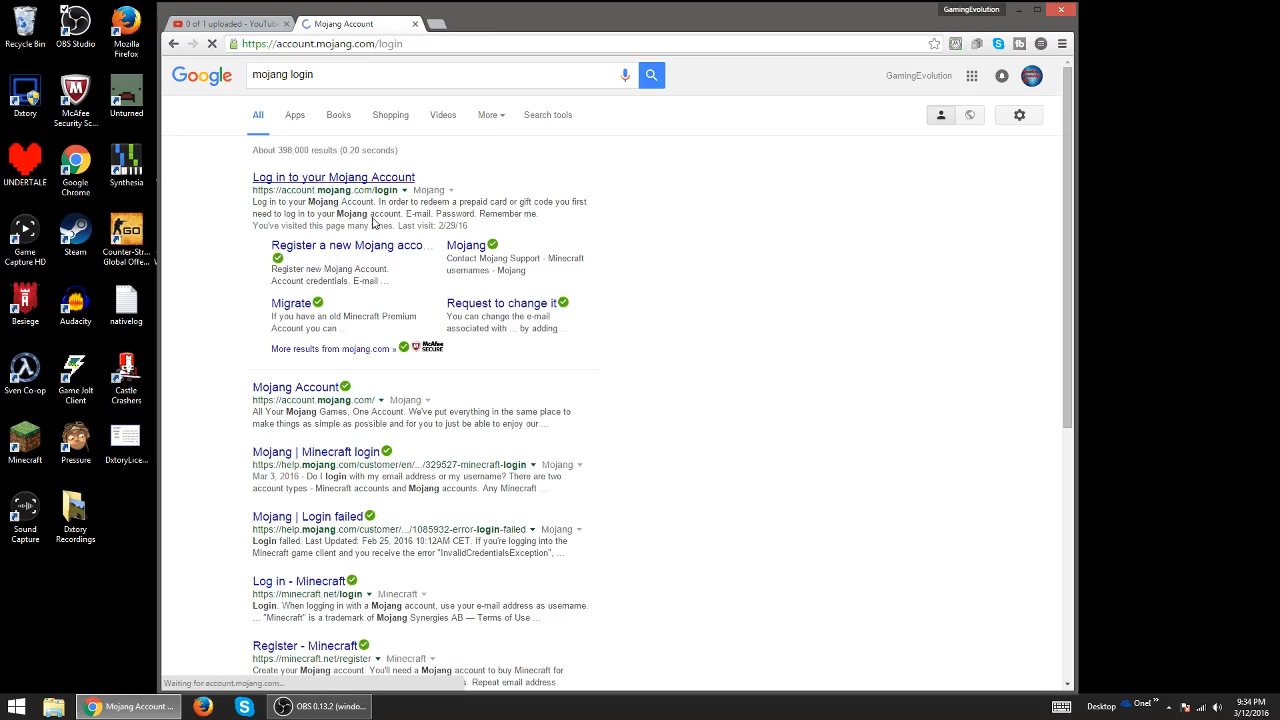 GamingEvolution
0 of 1 uploaded - YouTube
Mojang Account
https://account.mojang.com/login
Google
mojang login
GamingEvolution
All
Apps
Books
Shopping
Videos
More
Search tools
About 398,000 results (0.20 seconds)
Log in to your Mojang Account
https://account.mojang.com/login
Mojang
Log in to your Mojang Account. In order to redeem a prepaid card or gift code you first
need to log in to your Mojang account. E-mail. Password. Remember me.
You've visited this page many times. Last visit: 2/29/16
Register a new Mojang acco...
Register new Mojang Account.
Account credentials. E-mail ...
Mojang
Contact Mojang Support - Minecraft
usernames - Mojang
Migrate
If you have an old Minecraft Premium
Account you can ...
Request to change it
You can change the e-mail
associated with ... by adding ...
More results from mojang.com »
McAfee
SECURE
Mojang Account
https://account.mojang.com/
Mojang
All Your Mojang Games, One Account. We've put everything in the same place to
make things as simple as possible and for you to just be able to enjoy our ...
Mojang | Minecraft login
https://help.mojang.com/customer/en/.../329527-minecraft-login
Mojang
Mar 3, 2016 - Do I login with my email address or my username? There are two
account types - Minecraft accounts and Mojang accounts. Any Minecraft ...
Mojang | Login failed
https://help.mojang.com/customer/.../1085932-error-login-failed
Mojang
Login failed. Last Updated: Feb 25, 2016 10:12AM CET. If you're logging into the
Minecraft game client and you receive the error "InvalidCredentialsException", ...
Log in - Minecraft
https://minecraft.net/login
Minecraft
Login. When logging in with a Mojang account, use your e-mail address as username.
... "Minecraft" is a trademark of Mojang Synergies AB — Terms of Use ...
Register - Minecraft
https://minecraft.net/register
Minecraft
Create your Mojang account. You'll need a Mojang account to buy Minecraft for
s. Repeat email address.
Waiting for account.mojang.com...
Recycle Bin
OBS Studio
Mozilla
Firefox
Dxtory
McAfee
Security Sc...
Unturned
UNDERTALE
Google
Chrome
Synthesia
Game
Capture HD
Steam
Counter-Str...
Global Offe...
Besiege
Audacity
nativelog
Sven Co-op
Game Jolt
Client
Castle
Crashers
Minecraft
Pressure
DxtoryLice...
Sound
Capture
Dxtory
Recordings
Mojang Account ...
OBS 0.13.2 (windo...
Desktop
Onel
9:34 PM
3/12/2016